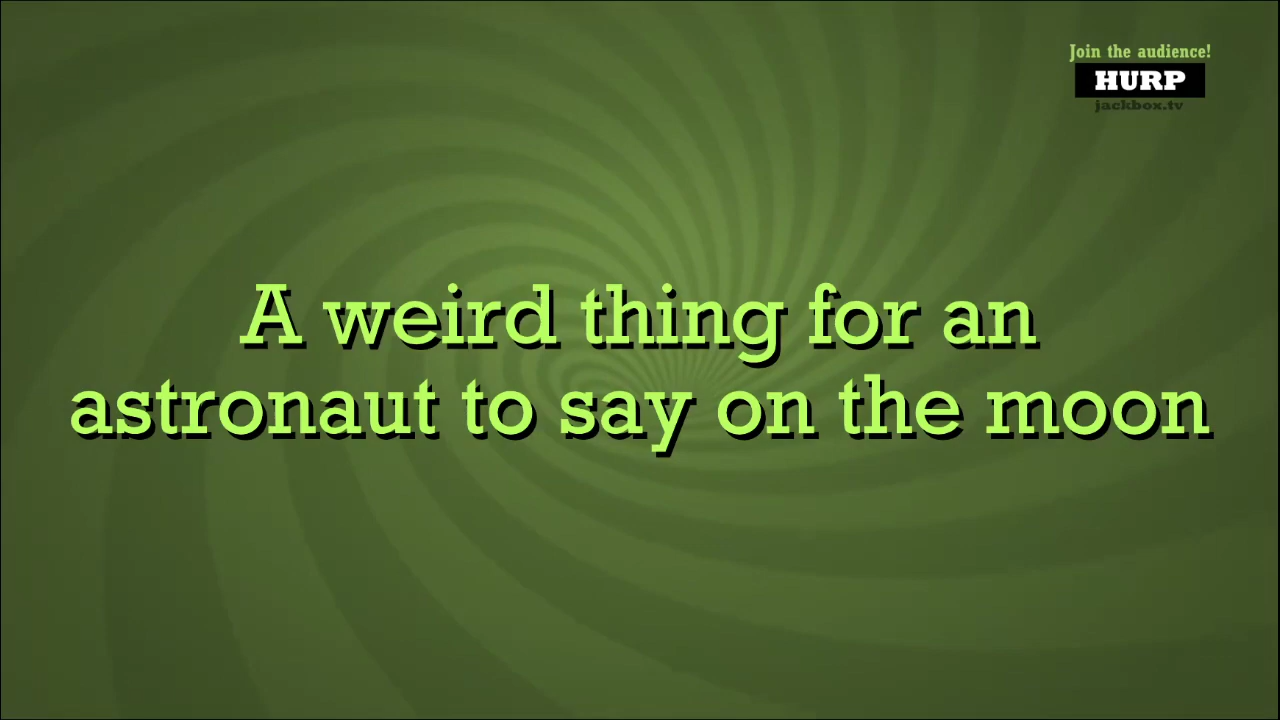 Join the audience!
HURP
jackbox.tv
A weird thing for an
astronaut to say on the moon